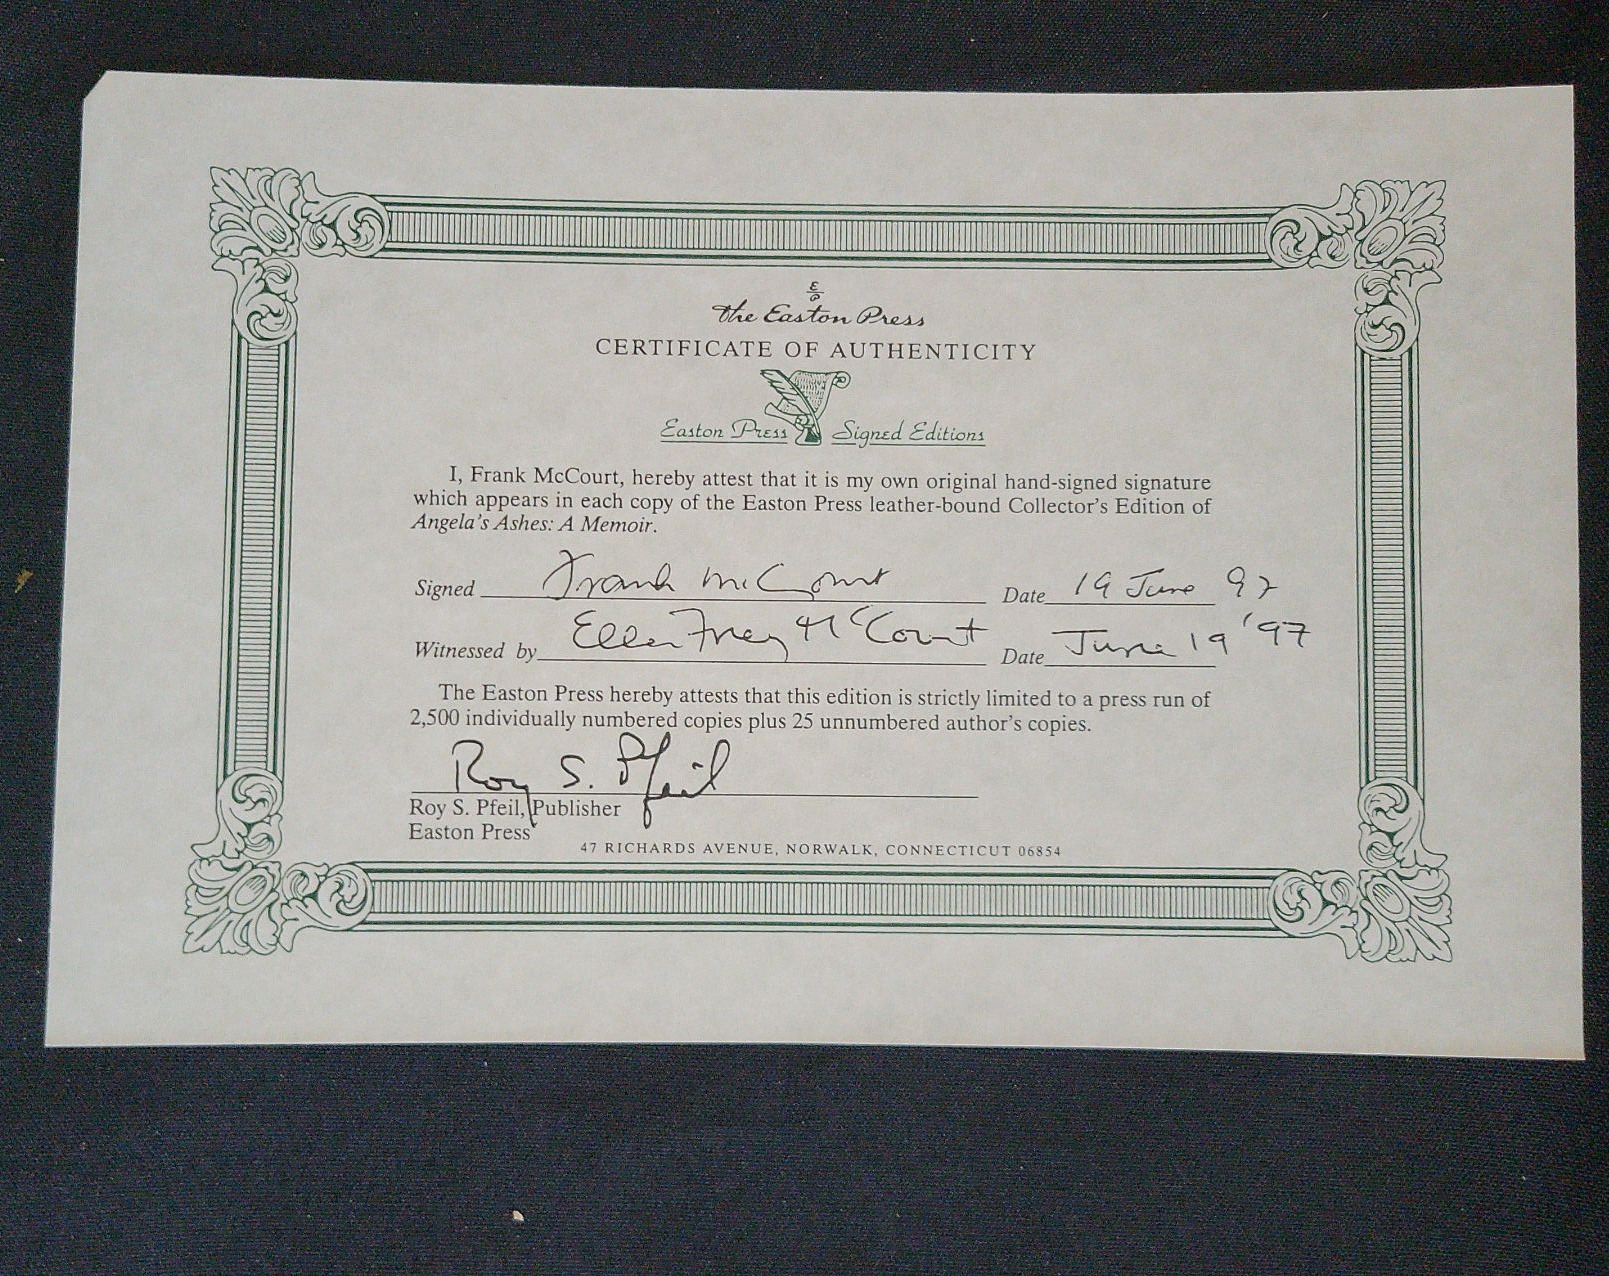 E
P
The Easton Press
CERTIFICATE OF AUTHENTICITY
Easton Press Signed Editions
I, Frank McCourt, hereby attest that it is my own original hand-signed signature
which appears in each copy of the Easton Press leather-bound Collector's Edition of
Angela's Ashes: A Memoir.
Signed Frank McCourt Date 19 June 97
Witnessed by Ellen Frey McCourt Date June 19 '97
The Easton Press hereby attests that this edition is strictly limited to a press run of
2,500 individually numbered copies plus 25 unnumbered author's copies.
Roy S. Pfeil
Roy S. Pfeil, Publisher
Easton Press
47 RICHARDS AVENUE, NORWALK, CONNECTICUT 06854